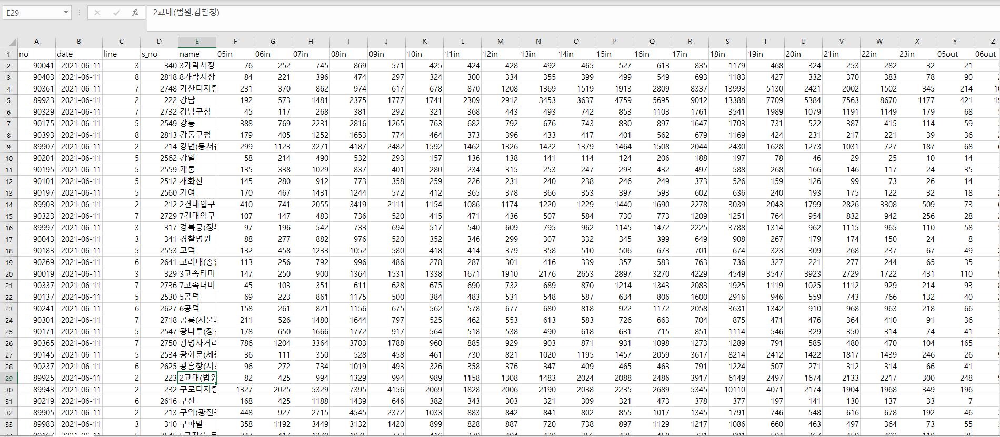 E29 fx 2교대(법원.검찰청)
A B C D E F G H I J K L M N O P Q R S T U V W X Y Z
1 no date line s_no name 05in 06in 07in 08in 09in 10in 11in 12in 13in 14in 15in 16in 17in 18in 19in 20in 21in 22in 23in 05out 06out
2 90041 2021-06-11 3 340 3가락시장 76 252 745 869 571 425 424 428 492 465 527 613 835 1179 468 324 253 282 32 21
3 90403 2021-06-11 8 2818 8가락시장 84 221 396 474 297 324 300 334 355 399 499 549 693 1183 427 332 370 383 78 90
4 90361 2021-06-11 7 2748 가산디지털 231 370 862 974 617 678 870 1208 1369 1519 1913 2809 8337 13993 5130 2421 2002 1502 345 214
5 89923 2021-06-11 2 222 강남 192 573 1481 2375 1777 1741 2309 2912 3453 3637 4759 5695 9012 13388 7709 5384 7563 8670 1177 421
6 90329 2021-06-11 7 2732 강남구청 45 117 268 381 292 321 368 443 493 742 853 1103 1761 3541 1989 1079 1191 1149 179 68
7 90175 2021-06-11 5 2549 강동 388 769 2231 2816 1265 763 682 792 676 743 830 897 1647 1703 731 522 387 415 114 59
8 90393 2021-06-11 8 2813 강동구청 179 405 1252 1653 774 464 373 396 433 417 401 562 679 1169 424 231 217 221 39 36
9 89907 2021-06-11 2 214 강변(동서울 299 1123 3271 4187 2482 1592 1462 1326 1422 1379 1464 1508 2044 2430 1628 1273 1031 727 187 68
10 90201 2021-06-11 5 2562 강일 58 214 490 532 293 157 136 138 141 114 124 206 188 197 78 46 29 25 10 14
11 90195 2021-06-11 5 2559 개롱 135 338 1029 837 401 280 234 315 253 247 293 432 497 588 268 166 146 117 24 35
12 90101 2021-06-11 5 2512 개화산 145 280 912 773 358 259 226 231 240 238 246 249 373 526 159 126 99 73 26 14
13 90197 2021-06-11 5 2560 거여 170 467 1431 1244 572 412 365 378 366 353 397 593 602 636 240 193 175 122 32 18
14 89903 2021-06-11 2 212 2건대입구 410 741 2055 3419 2111 1154 1086 1174 1220 1229 1440 1690 2278 3039 2043 1799 2826 3308 509 73
15 90323 2021-06-11 7 2729 7건대입구 107 147 483 736 520 415 471 436 507 584 730 773 1209 1251 764 954 832 942 256 28
16 89997 2021-06-11 3 317 경복궁(정부 97 196 542 733 694 517 540 609 795 962 1145 1472 2225 3788 1314 962 1115 965 110 58
17 90043 2021-06-11 3 341 경찰병원 88 277 882 976 520 352 346 299 307 332 345 399 649 908 267 179 174 150 24 8
18 90183 2021-06-11 5 2553 고덕 132 458 1233 1052 580 418 414 379 358 510 506 673 701 674 323 309 268 237 67 49
19 90269 2021-06-11 6 2641 고려대(종암 113 256 792 996 486 278 287 301 416 339 357 583 763 736 327 221 277 244 65 35
20 90019 2021-06-11 3 329 3고속터미 147 250 900 1364 1531 1338 1671 1910 2176 2653 2897 3270 4229 4549 3547 3923 2729 1722 431 110
21 90337 2021-06-11 7 2736 7고속터미 45 103 351 611 628 675 690 732 689 870 1214 1343 2083 1925 1119 1025 1112 929 214 93
22 90137 2021-06-11 5 2530 5공덕 69 223 861 1175 500 384 483 531 548 587 634 806 1600 2916 946 559 743 766 132 40
23 90241 2021-06-11 6 2627 6공덕 158 261 821 1156 675 562 578 677 680 818 922 1172 2058 3631 1342 910 968 963 218 66
24 90301 2021-06-11 7 2718 공릉(서울고 211 526 1480 1644 797 525 462 553 613 583 726 663 704 875 471 476 364 410 91 36
25 90171 2021-06-11 5 2547 광나루(장신 178 650 1666 1772 917 564 518 538 490 618 631 715 851 1114 546 329 350 314 74 41
26 90365 2021-06-11 7 2750 광명사거리 786 1204 3364 3783 1788 960 885 929 903 871 931 1098 1273 1289 791 585 480 470 104 165
27 90145 2021-06-11 5 2534 광화문(세종 36 111 350 528 458 461 730 821 1020 1195 1457 2059 3617 8214 2412 1422 1817 1439 246 26
28 90237 2021-06-11 6 2625 광흥창(서강 96 272 734 1019 493 326 358 376 347 409 465 463 791 1224 507 271 312 314 66 41
29 89925 2021-06-11 2 223 2교대(법원 82 425 994 1329 994 989 1158 1308 1483 2024 2088 2486 3917 6149 2497 1674 2133 2217 300 248
30 89943 2021-06-11 2 232 구로디지털 1327 2025 5329 7395 4156 2069 1828 2006 2190 2038 2235 2689 5345 10110 4071 2174 1904 1968 349 196
31 90219 2021-06-11 6 2616 구산 168 425 1188 1439 646 382 343 303 321 309 321 473 378 377 197 141 130 137 33 7
32 89905 2021-06-11 2 213 구의(광진구 448 927 2715 4545 2372 1033 883 842 841 802 855 1017 1345 1791 746 548 616 678 192 46
33 89983 2021-06-11 3 310 구파발 358 1192 3449 3132 1420 899 828 887 720 738 897 1129 1217 1086 660 463 497 364 73 55